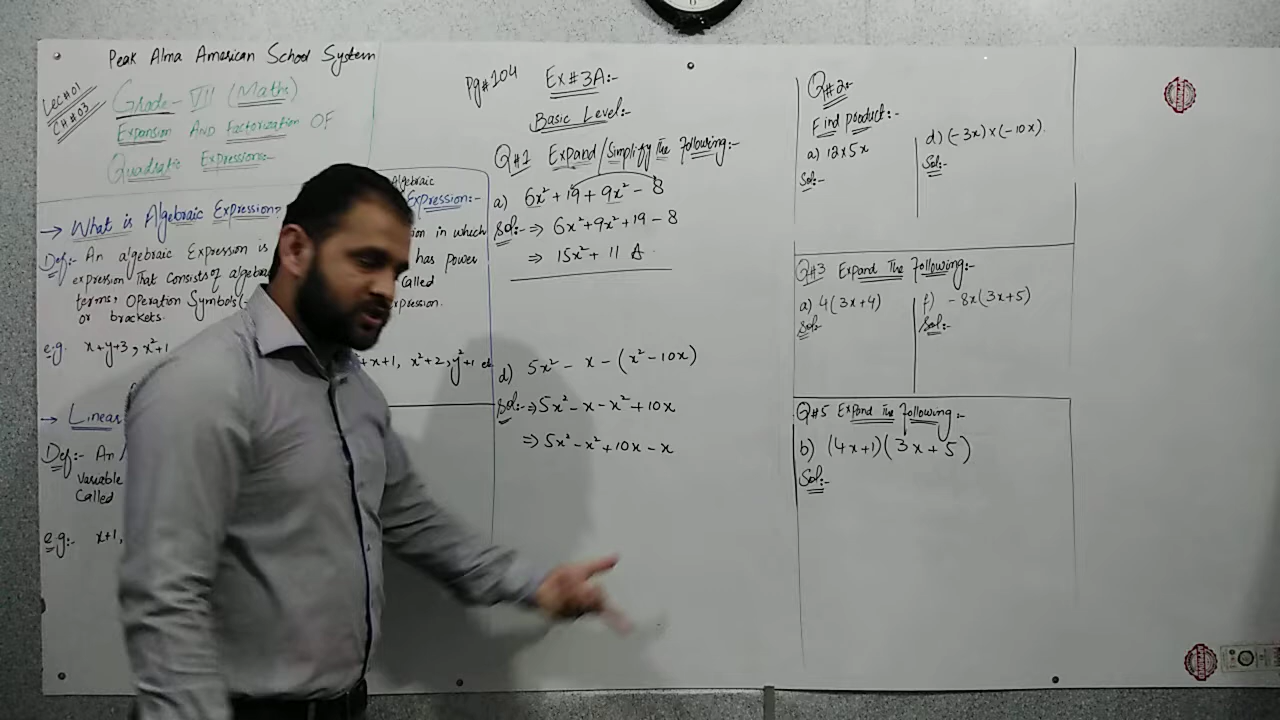 Peak Alma American School System
Lec#01
CH#03
Grade- VII (Maths)
Expansion AND Factorization OF
Quadratic Expression:-
→ What is Algebraic Expression?
Def:- An algebraic Expression is
expression That consists of algebra
terms, Operation Symbols
or brackets.
e.g. x+y+3, x²+1
→ Linear
Def:- An
Variable
Called
e.g:- x+1,
Algebraic
Expression:-
in which
has power
called
x+1, x²+2, y²+1
Pg#104 Ex#3A:-
Basic Level:-
Q#1 Expand/Simplify The Following:-
a) 6x² + 19 + 9x² - 8
Sol:- ⇒ 6x²+9x²+19-8
⇒ 15x² + 11 A
d) 5x² - x - (x² - 10x)
Sol:- ⇒ 5x² - x - x² + 10x
⇒ 5x² - x² + 10x - x
Q#2:-
Find product:-
a) 12×5x
Sol:-
d) (-3x)×(-10x).
Sol:-
Q#3 Expand The Following:-
a) 4(3x+4)
Sol:-
f) -8x(3x+5)
Sol:-
Q#5 Expand The Following:-
b) (4x+1)(3x+5)
Sol:-